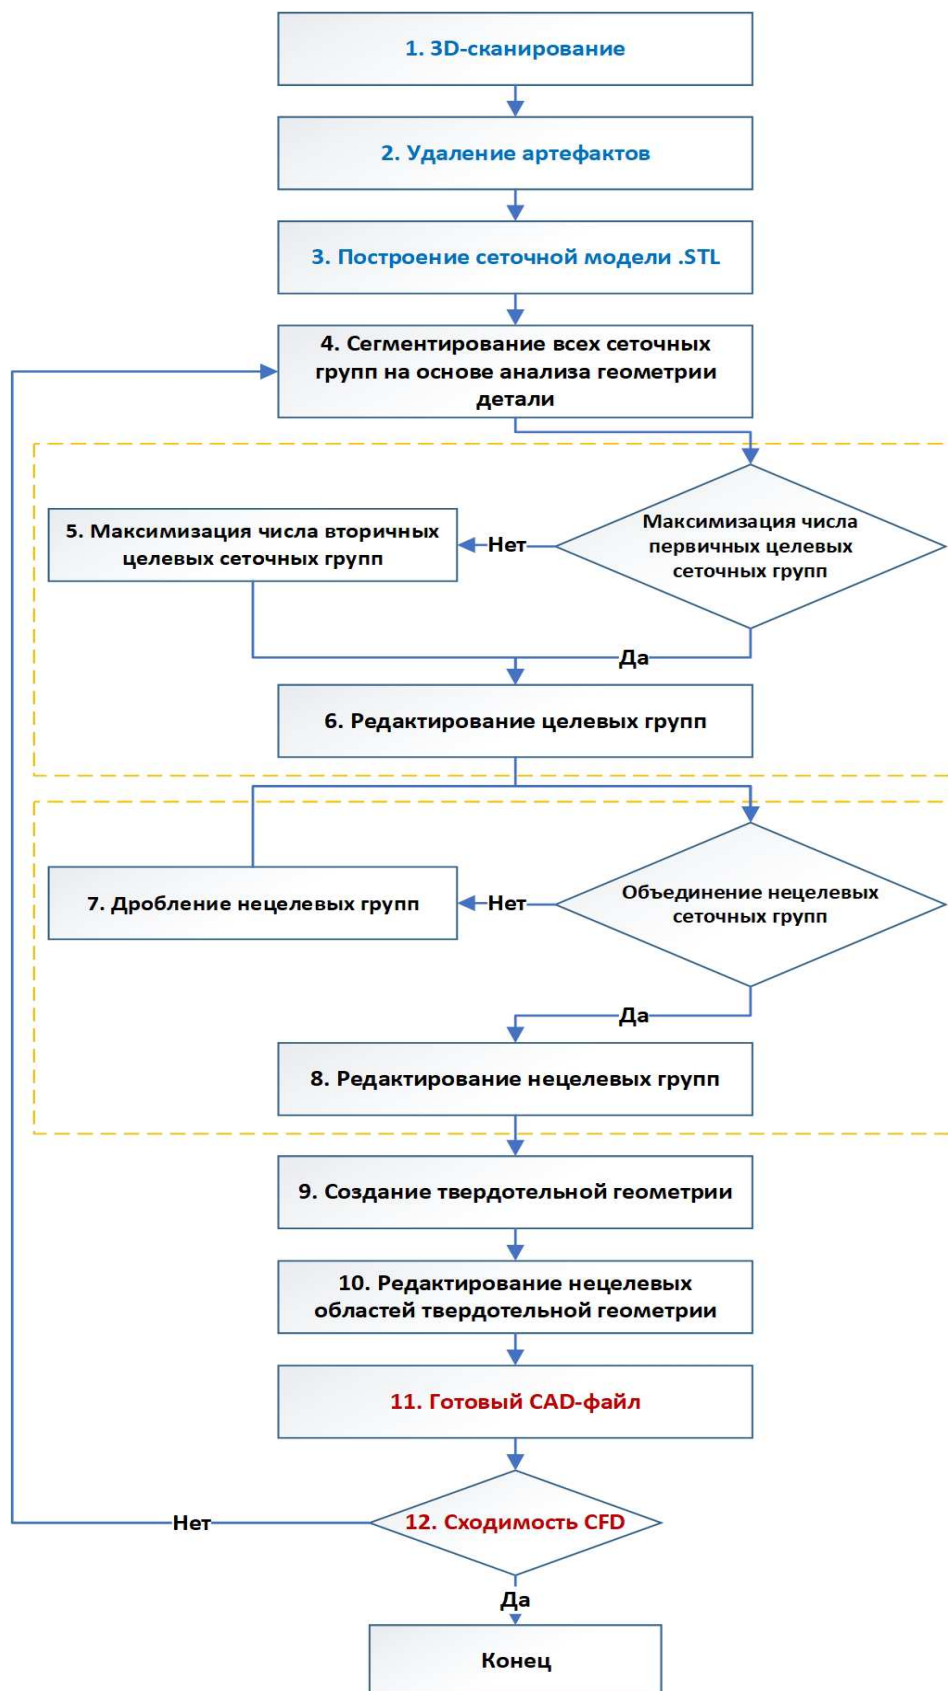 1. 3D-сканирование
2. Удаление артефактов
3. Построение сеточной модели .STL
4. Сегментирование всех сеточных
групп на основе анализа геометрии
детали
Максимизация числа
первичных целевых
сеточных групп
Нет
5. Максимизация числа вторичных
целевых сеточных групп
Да
6. Редактирование целевых групп
Объединение нецелевых
сеточных групп
Нет
7. Дробление нецелевых групп
Да
8. Редактирование нецелевых групп
9. Создание твердотельной геометрии
10. Редактирование нецелевых
областей твердотельной геометрии
11. Готовый CAD-файл
12. Сходимость CFD
Нет
Да
Конец